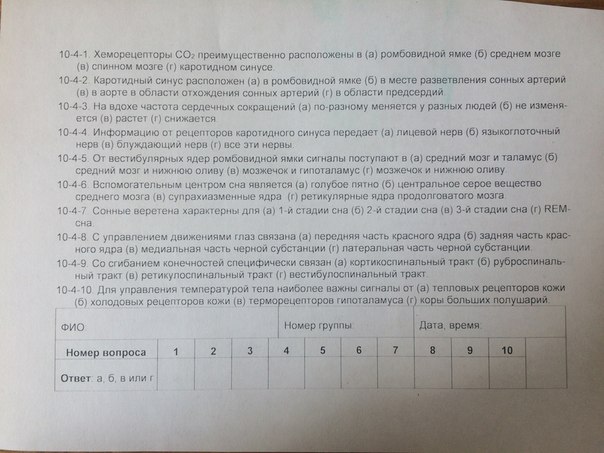 10-4-1. Хеморецепторы CO₂ преимущественно расположены в (а) ромбовидной ямке (б) среднем мозге
(в) спинном мозге (г) каротидном синусе.
10-4-2. Каротидный синус расположен (а) в ромбовидной ямке (б) в месте разветвления сонных артерий
(в) в аорте в области отхождения сонных артерий (г) в области предсердий.
10-4-3. На вдохе частота сердечных сокращений (а) по-разному меняется у разных людей (б) не изменя-
ется (в) растет (г) снижается.
10-4-4. Информацию от рецепторов каротидного синуса передает (а) лицевой нерв (б) языкоглоточный
нерв (в) блуждающий нерв (г) все эти нервы.
10-4-5. От вестибулярных ядер ромбовидной ямки сигналы поступают в (а) средний мозг и таламус (б)
средний мозг и нижнюю оливу (в) мозжечок и гипоталамус (г) мозжечок и нижнюю оливу.
10-4-6. Вспомогательным центром сна является (а) голубое пятно (б) центральное серое вещество
среднего мозга (в) супрахиазменные ядра (г) ретикулярные ядра продолговатого мозга.
10-4-7. Сонные веретена характерны для (а) 1-й стадии сна (б) 2-й стадии сна (в) 3-й стадии сна (г) REM-
сна.
10-4-8. С управлением движениями глаз связана (а) передняя часть красного ядра (б) задняя часть крас-
ного ядра (в) медиальная часть черной субстанции (г) латеральная часть черной субстанции.
10-4-9. Со сгибанием конечностей специфически связан (а) кортикоспинальный тракт (б) руброспиналь-
ный тракт (в) ретикулоспинальный тракт (г) вестибулоспинальный тракт.
10-4-10. Для управления температурой тела наиболее важны сигналы от (а) тепловых рецепторов кожи
(б) холодовых рецепторов кожи (в) терморецепторов гипоталамуса (г) коры больших полушарий.
ФИО: Номер группы: Дата, время:
Номер вопроса 1 2 3 4 5 6 7 8 9 10
Ответ: а, б, в или г